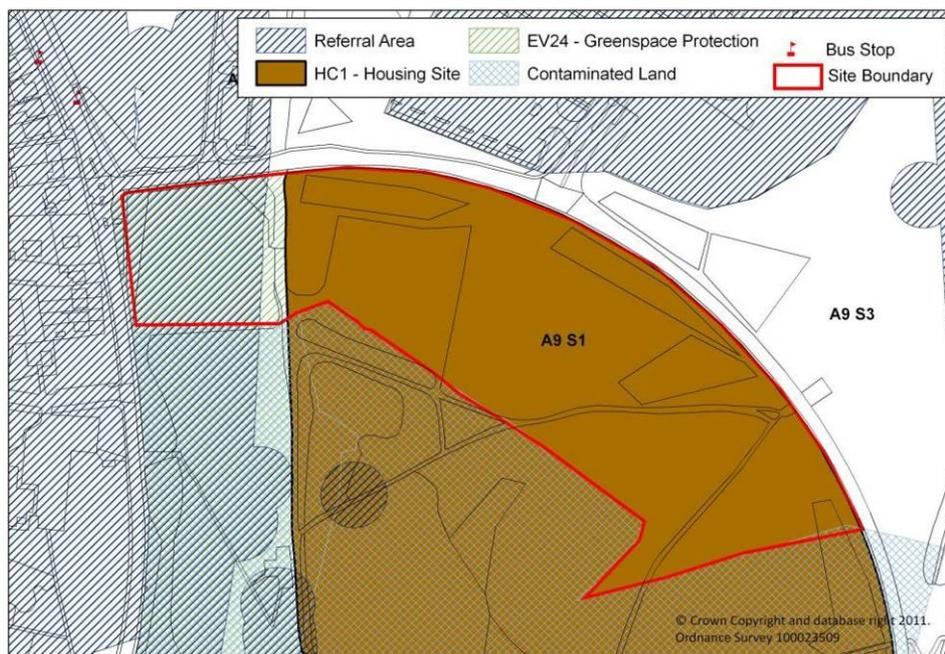 Referral Area
EV24 - Greenspace Protection
Bus Stop
HC1 - Housing Site
Contaminated Land
Site Boundary
A
A9 S3
A9 S1
© Crown Copyright and database right 2011.
Ordnance Survey 100023509